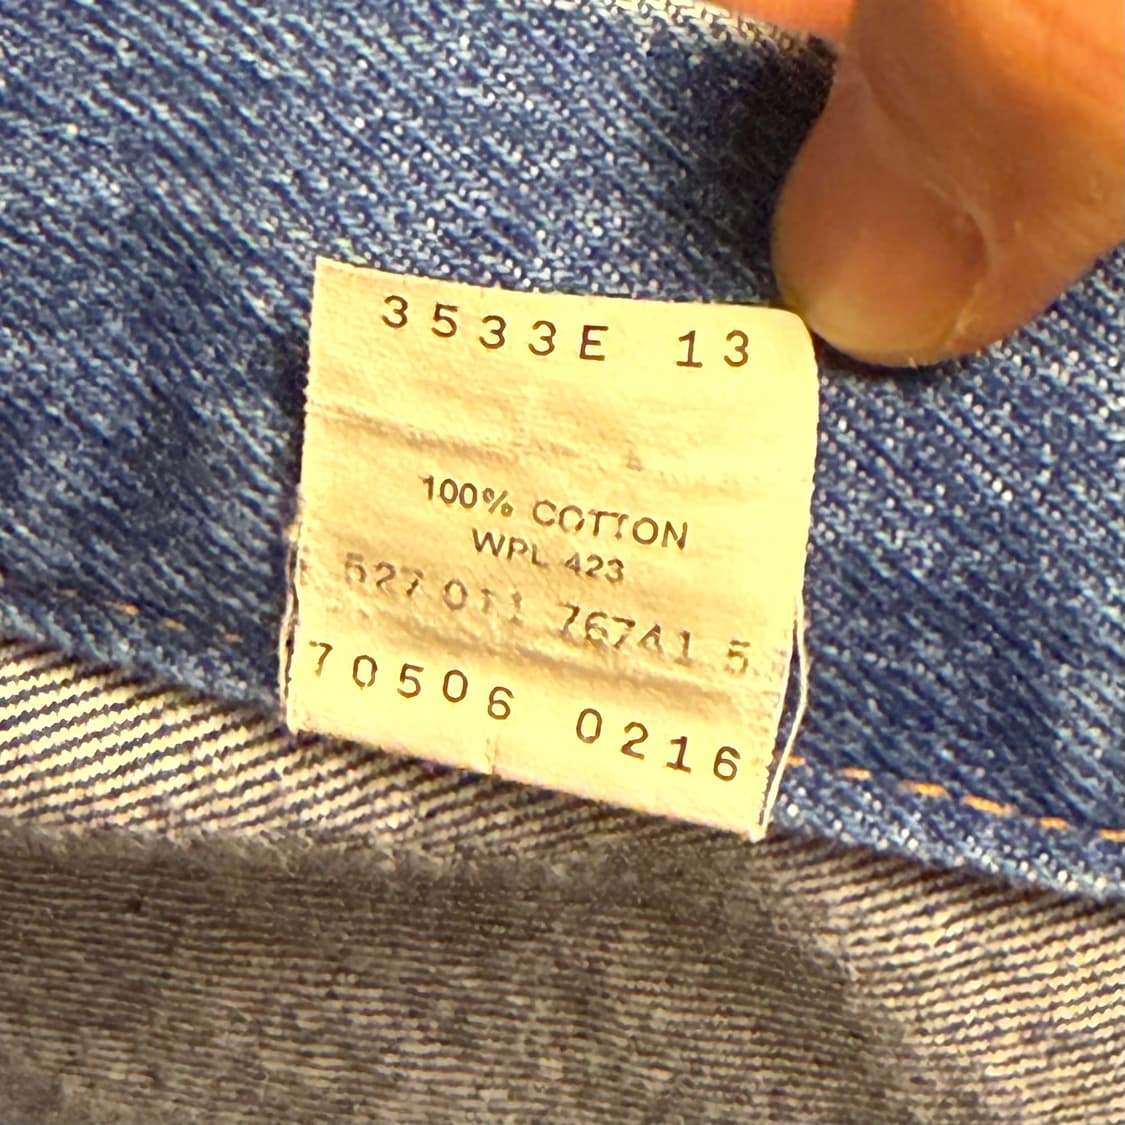 3533E 13
100% COTTON
WPL 423
527 011 76741 5
70506 0216